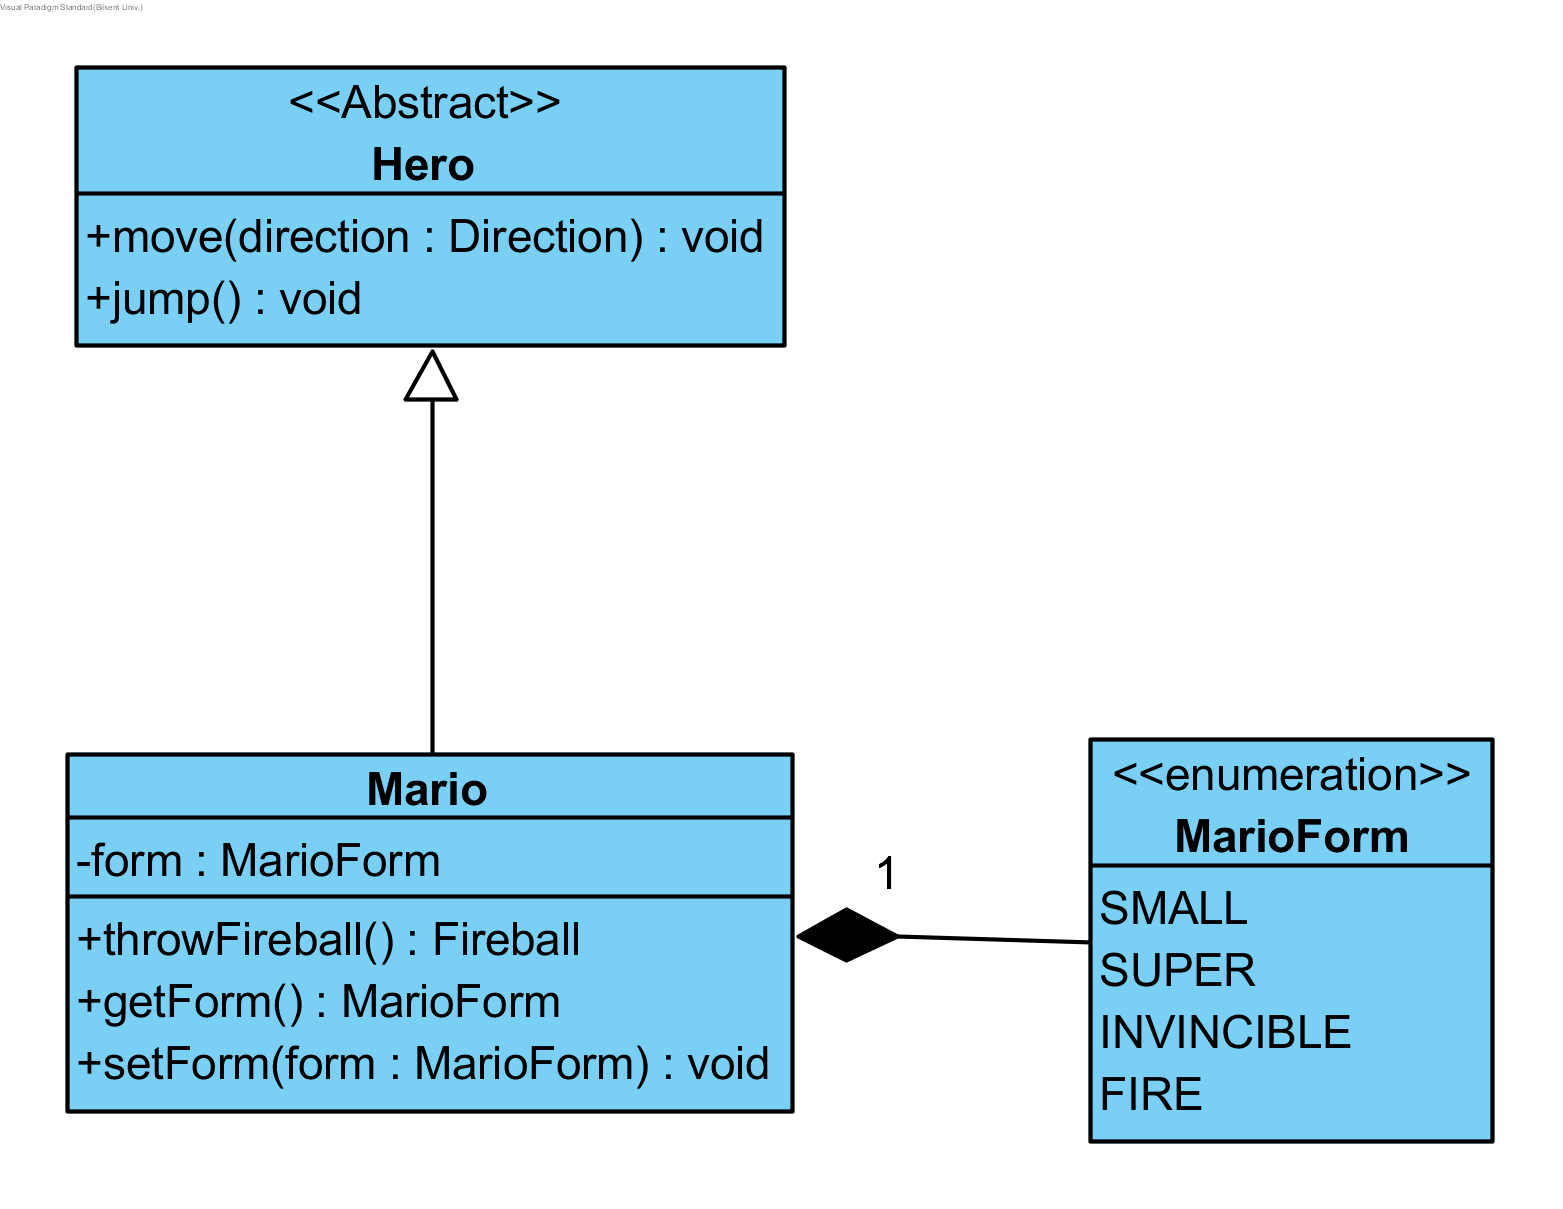 Visual Paradigm Standard(Bilkent Univ.)
<<Abstract>>
Hero
+move(direction : Direction) : void
+jump() : void
Mario
-form : MarioForm
+throwFireball() : Fireball
+getForm() : MarioForm
+setForm(form : MarioForm) : void
1
<<enumeration>>
MarioForm
SMALL
SUPER
INVINCIBLE
FIRE